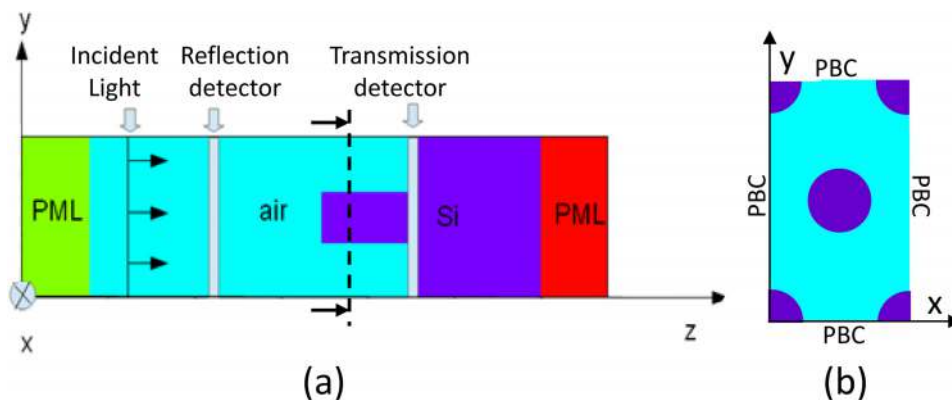 y
Incident
Light
Reflection
detector
Transmission
detector
PML
air
Si
PML
x
z
(a)
y
PBC
PBC
PBC
x
PBC
(b)